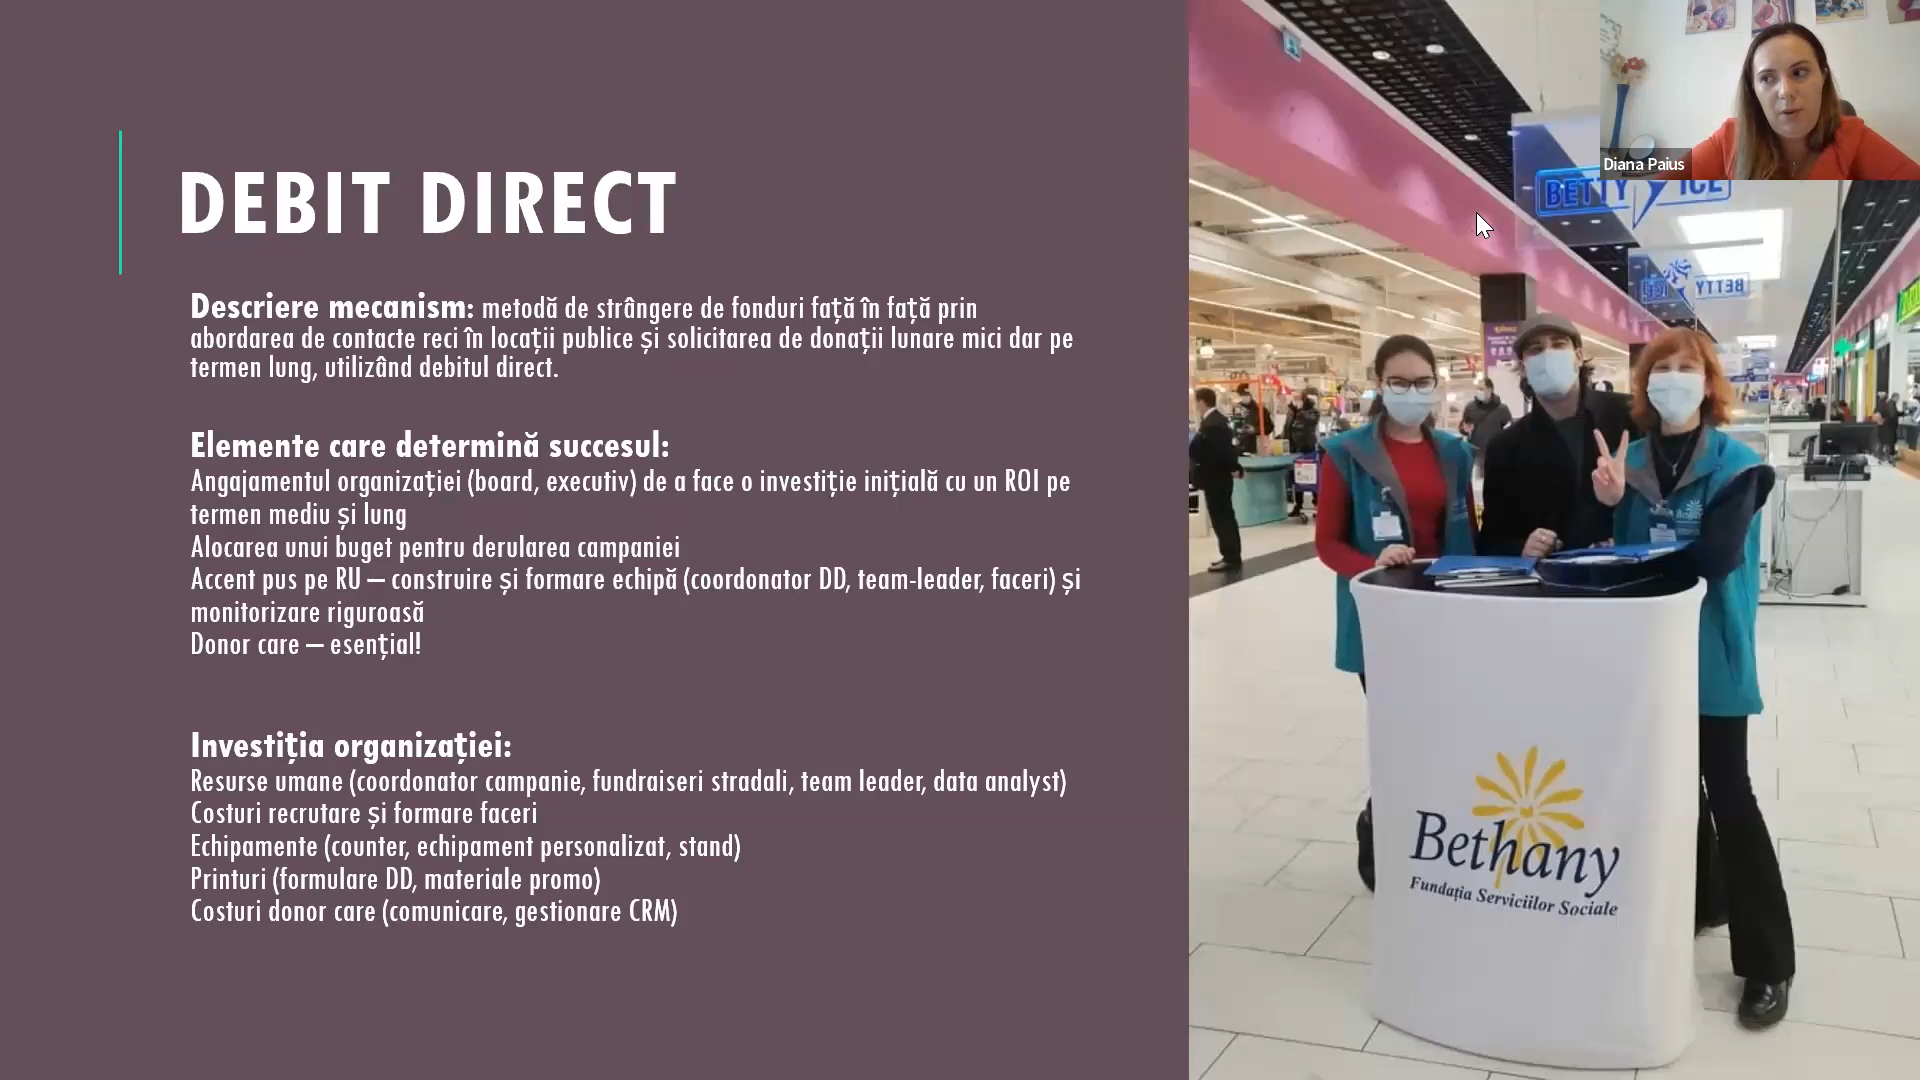 DEBIT DIRECT
Descriere mecanism: metodă de strângere de fonduri față în față prin
abordarea de contacte reci în locații publice și solicitarea de donații lunare mici dar pe
termen lung, utilizând debitul direct.
Elemente care determină succesul:
Angajamentul organizației (board, executiv) de a face o investiție inițială cu un ROI pe
termen mediu și lung
Alocarea unui buget pentru derularea campaniei
Accent pus pe RU – construire și formare echipă (coordonator DD, team-leader, faceri) și
monitorizare riguroasă
Donor care – esențial!
Investiția organizației:
Resurse umane (coordonator campanie, fundraiseri stradali, team leader, data analyst)
Costuri recrutare și formare faceri
Echipamente (counter, echipament personalizat, stand)
Printuri (formulare DD, materiale promo)
Costuri donor care (comunicare, gestionare CRM)
Diana Paius
BETTY ICE
BETTY ICE
Bethany
Fundația Serviciilor Sociale